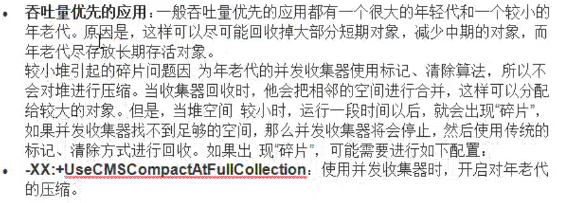 • 吞吐量优先的应用：一般吞吐量优先的应用都有一个很大的年轻代和一个较小的
年老代。原因是，这样可以尽可能回收掉大部分短期对象，减少中期的对象，而
年老代尽存放长期存活对象。
较小堆引起的碎片问题因 为年老代的并发收集器使用标记、清除算法，所以不
会对堆进行压缩。当收集器回收时，他会把相邻的空间进行合并，这样可以分配
给较大的对象。但是，当堆空间 较小时，运行一段时间以后，就会出现“碎片”，
如果并发收集器找不到足够的空间，那么并发收集器将会停止，然后使用传统的
标记、清除方式进行回收。如果出 现“碎片”，可能需要进行如下配置：
• -XX:+UseCMSCompactAtFullCollection：使用并发收集器时，开启对年老代
的压缩。